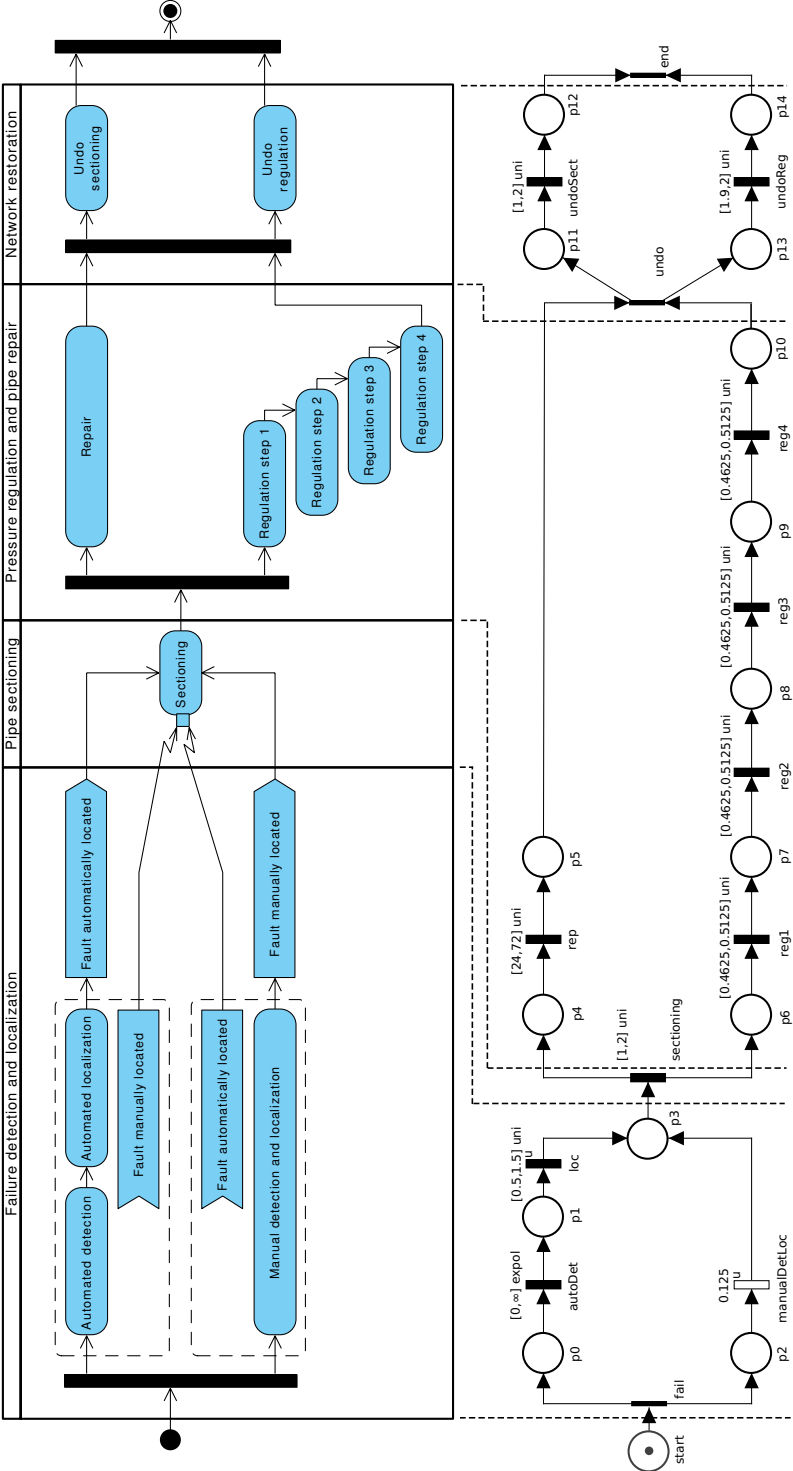 Failure detection and localization
Pipe sectioning
Pressure regulation and pipe repair
Network restoration
Automated detection
Automated localization
Fault automatically located
Fault manually located
Fault automatically located
Manual detection and localization
Fault manually located
Sectioning
Repair
Regulation step 1
Regulation step 2
Regulation step 3
Regulation step 4
Undo
sectioning
Undo
regulation
start
fail
p0
[0,∞] expol
autoDet
p1
[0.5,1.5] uni
u
loc
p2
0.125
u
manualDetLoc
p3
[1,2] uni
sectioning
p4
[24,72] uni
rep
p5
p6
[0.4625,0.5125] uni
reg1
p7
[0.4625,0.5125] uni
reg2
p8
[0.4625,0.5125] uni
reg3
p9
[0.4625,0.5125] uni
reg4
p10
undo
p11
[1,2] uni
undoSect
p12
p13
[1.9,2] uni
undoReg
p14
end